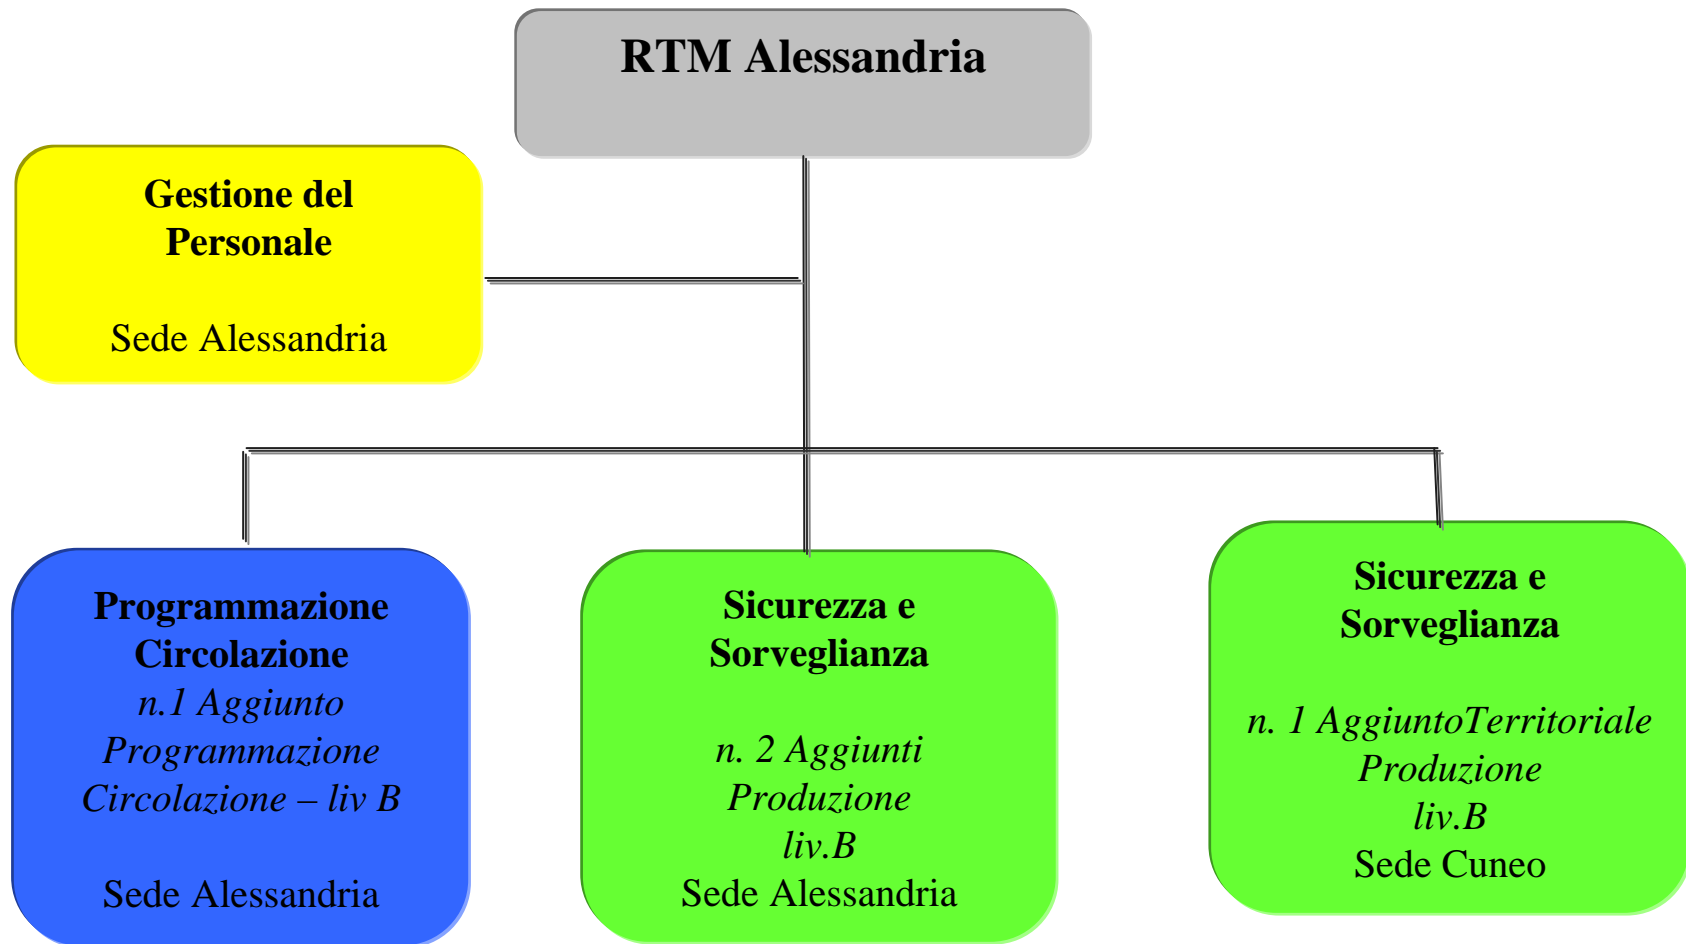 RTM Alessandria
Gestione del
Personale
Sede Alessandria
Programmazione
Circolazione
n.1 Aggiunto
Programmazione
Circolazione – liv B
Sede Alessandria
Sicurezza e
Sorveglianza
n. 2 Aggiunti
Produzione
liv.B
Sede Alessandria
Sicurezza e
Sorveglianza
n. 1 AggiuntoTerritoriale
Produzione
liv.B
Sede Cuneo